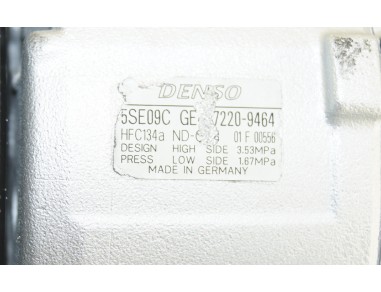 DENSO
5SE09C GE 7220-9464
HFC134a 01 F 00556
DESIGN HIGH SIDE 3.53MPa
PRESS LOW SIDE 1.67MPa
MADE IN GERMANY